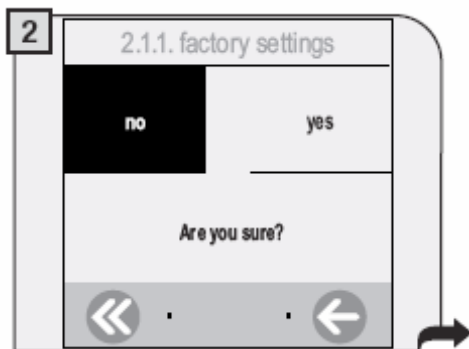 2
2.1.1. factory settings
no yes
Are you sure?